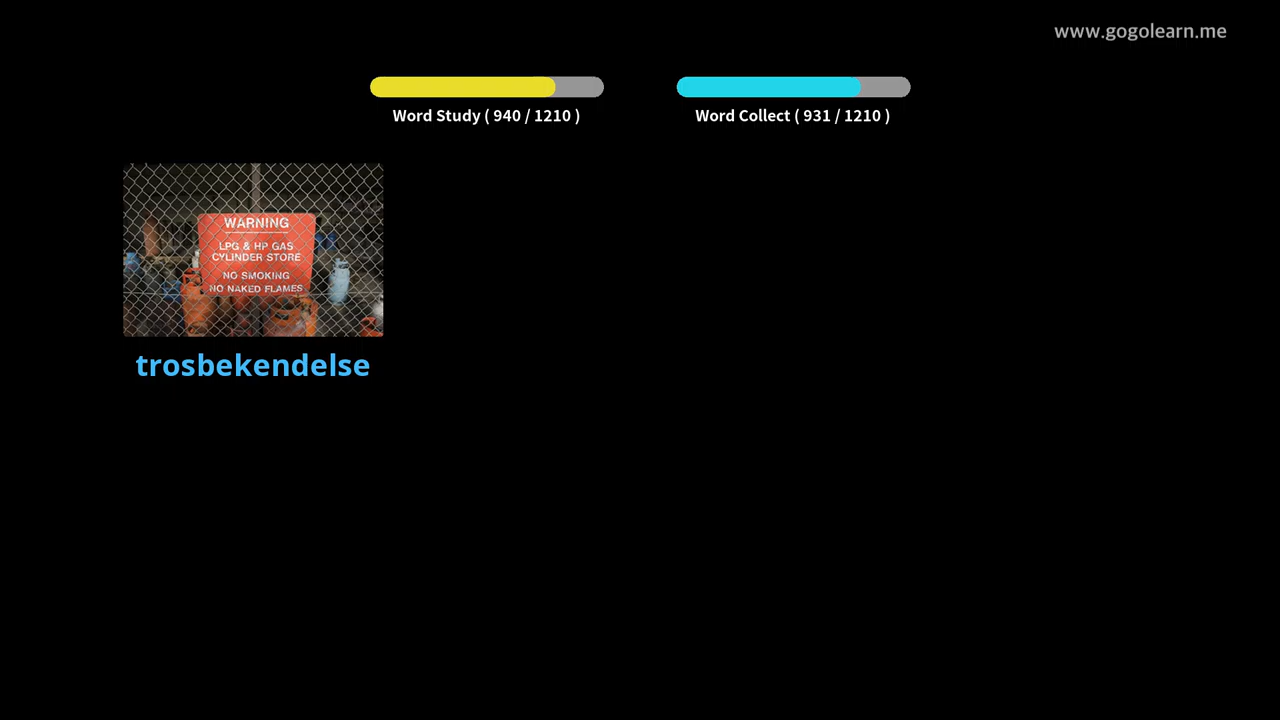 www.gogolearn.me
Word Study ( 940 / 1210 )
Word Collect ( 931 / 1210 )
WARNING
LPG & HP GAS
CYLINDER STORE
NO SMOKING
NO NAKED FLAMES
trosbekendelse